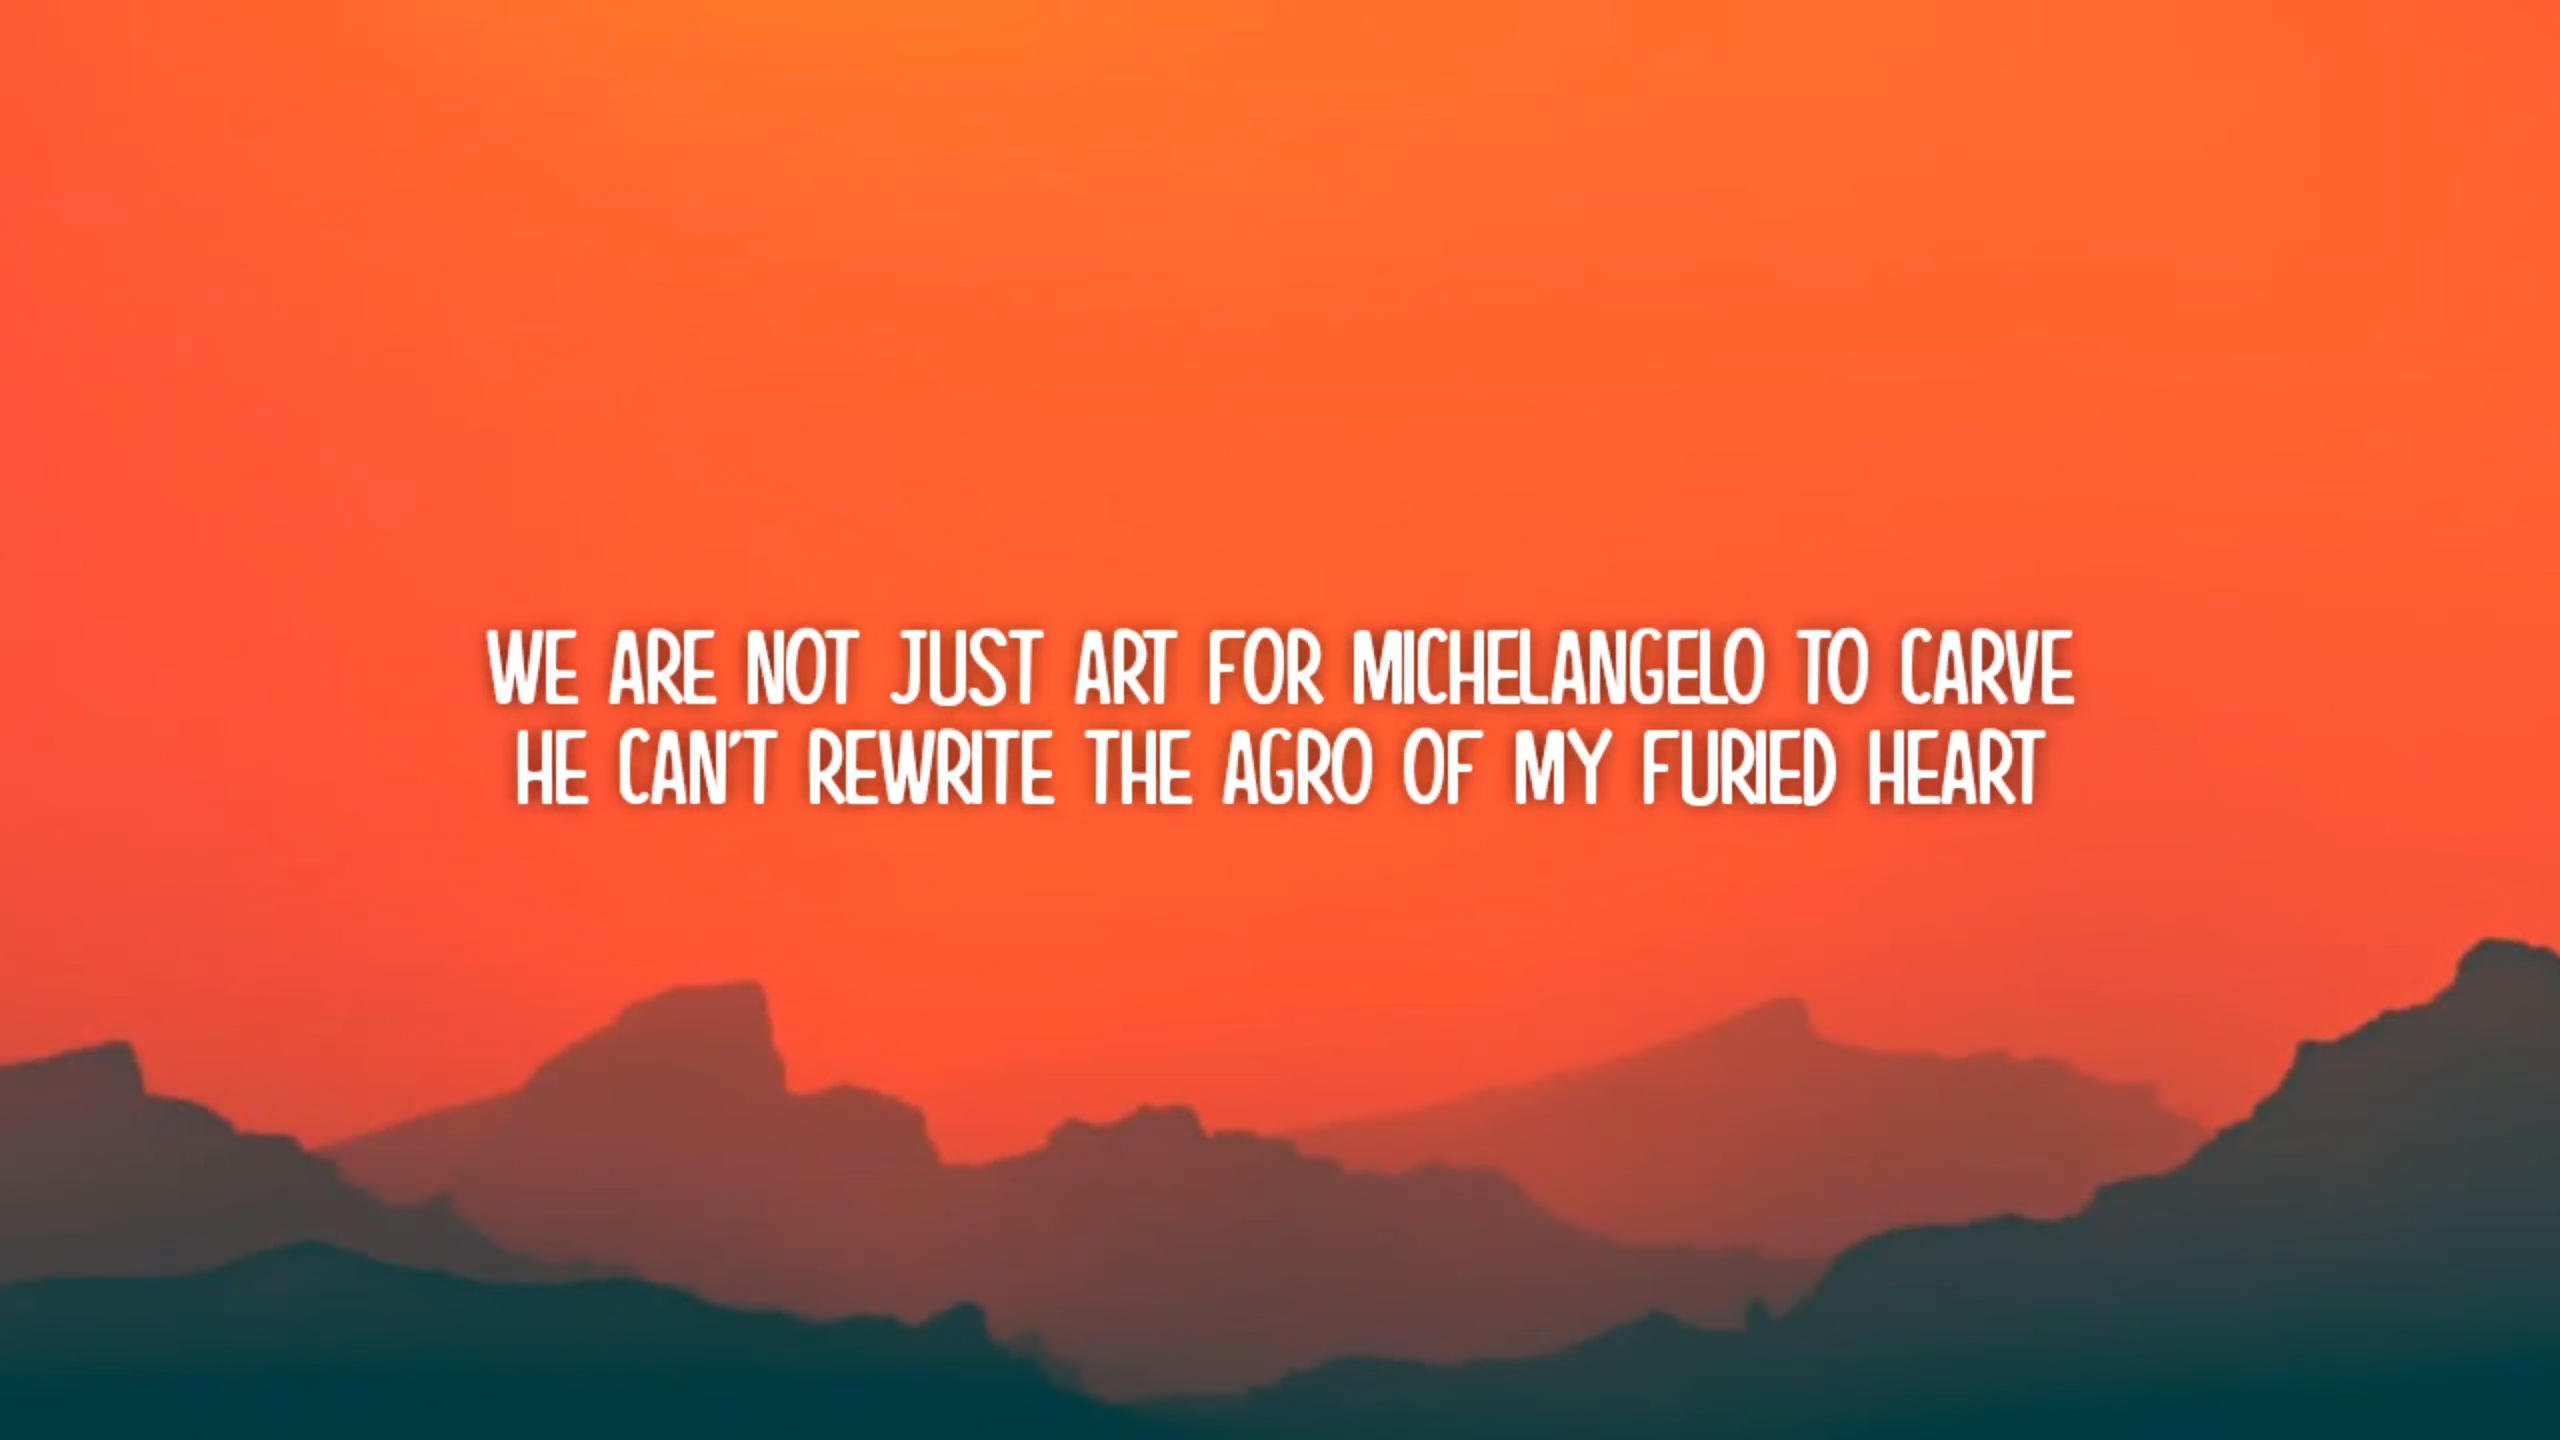 WE ARE NOT JUST ART FOR MICHELANGELO TO CARVE
HE CAN'T REWRITE THE AGRO OF MY FURIED HEART